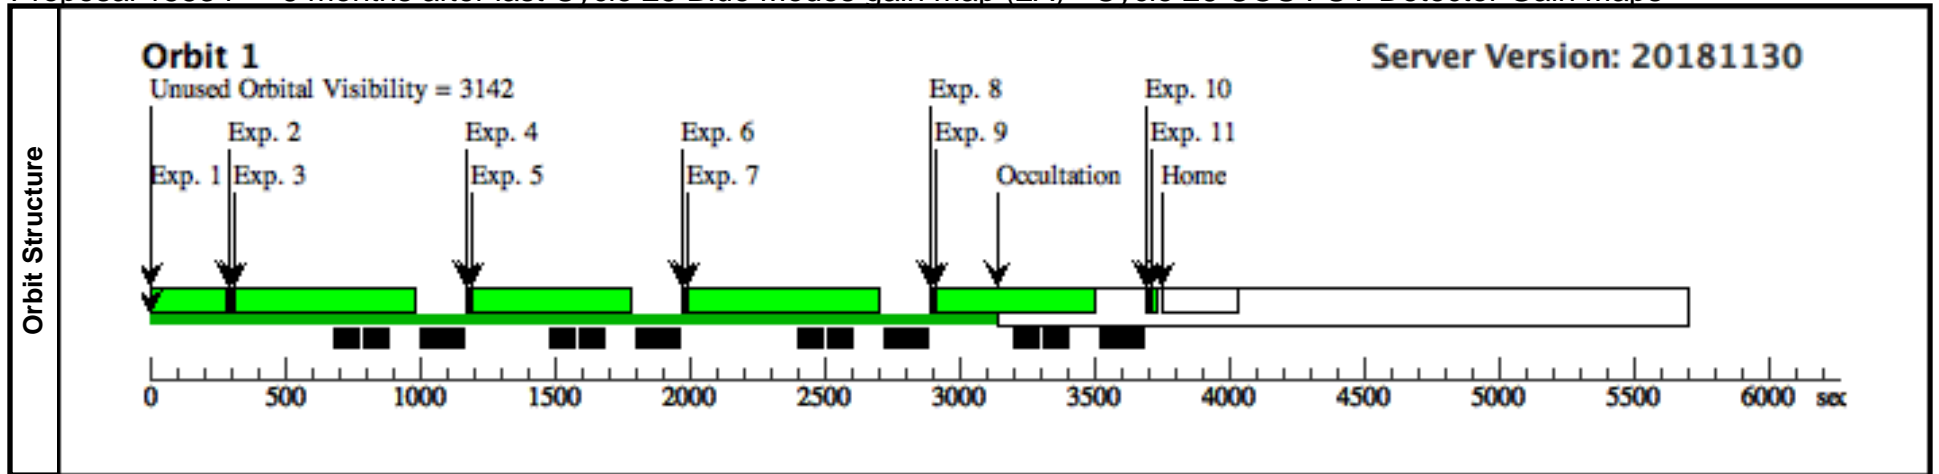 Orbit Structure
Orbit 1
Server Version: 20181130
Unused Orbital Visibility = 3142
Exp. 8
Exp. 10
Exp. 2
Exp. 4
Exp. 6
Exp. 9
Exp. 11
Exp. 1
Exp. 3
Exp. 5
Exp. 7
Occultation
Home
0 500 1000 1500 2000 2500 3000 3500 4000 4500 5000 5500 6000 sec